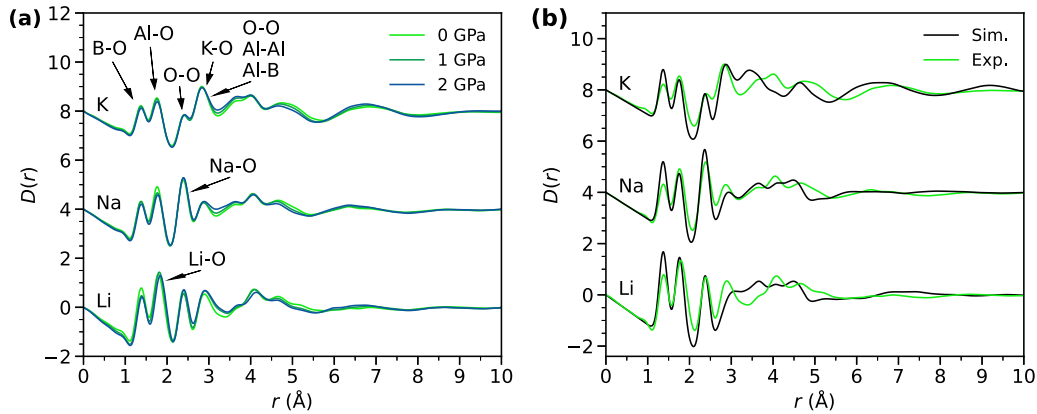 (a)
12
10
8
6
4
2
0
−2
D(r)
0 1 2 3 4 5 6 7 8 9 10
r (Å)
B-O
Al-O
O-O
K-O
O-O
Al-Al
Al-B
0 GPa
1 GPa
2 GPa
K
Na-O
Na
Li-O
Li
(b)
10
8
6
4
2
0
−2
D(r)
0 1 2 3 4 5 6 7 8 9 10
r (Å)
Sim.
Exp.
K
Na
Li